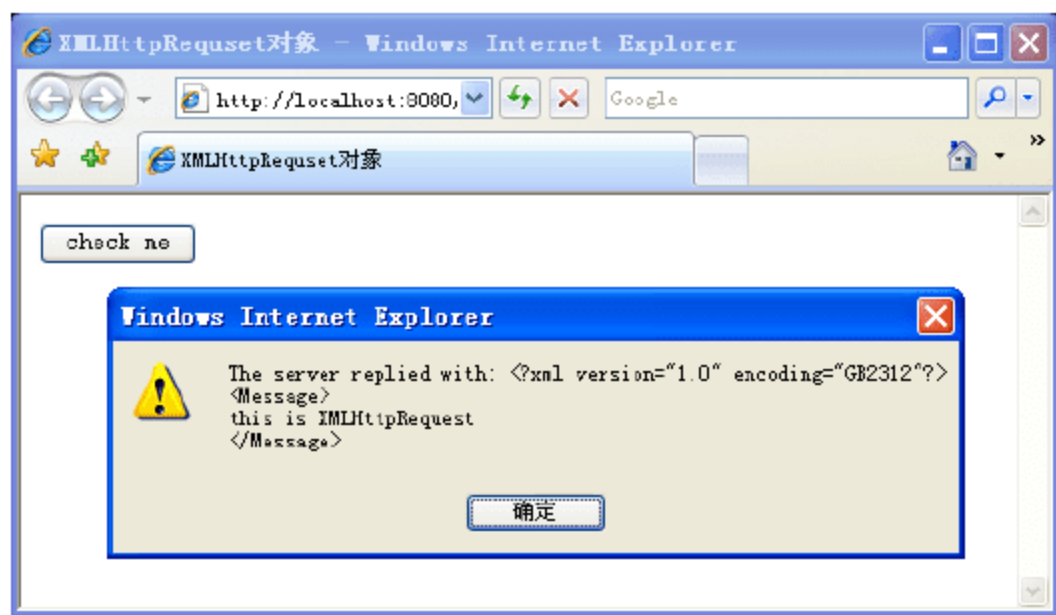 XMLHttpRequset对象 - Windows Internet Explorer
http://localhost:8080,
Google
XMLHttpRequset对象
check me
Windows Internet Explorer
The server replied with: <?xml version="1.0" encoding="GB2312"?>
<Message>
this is XMLHttpRequest
</Message>
确定